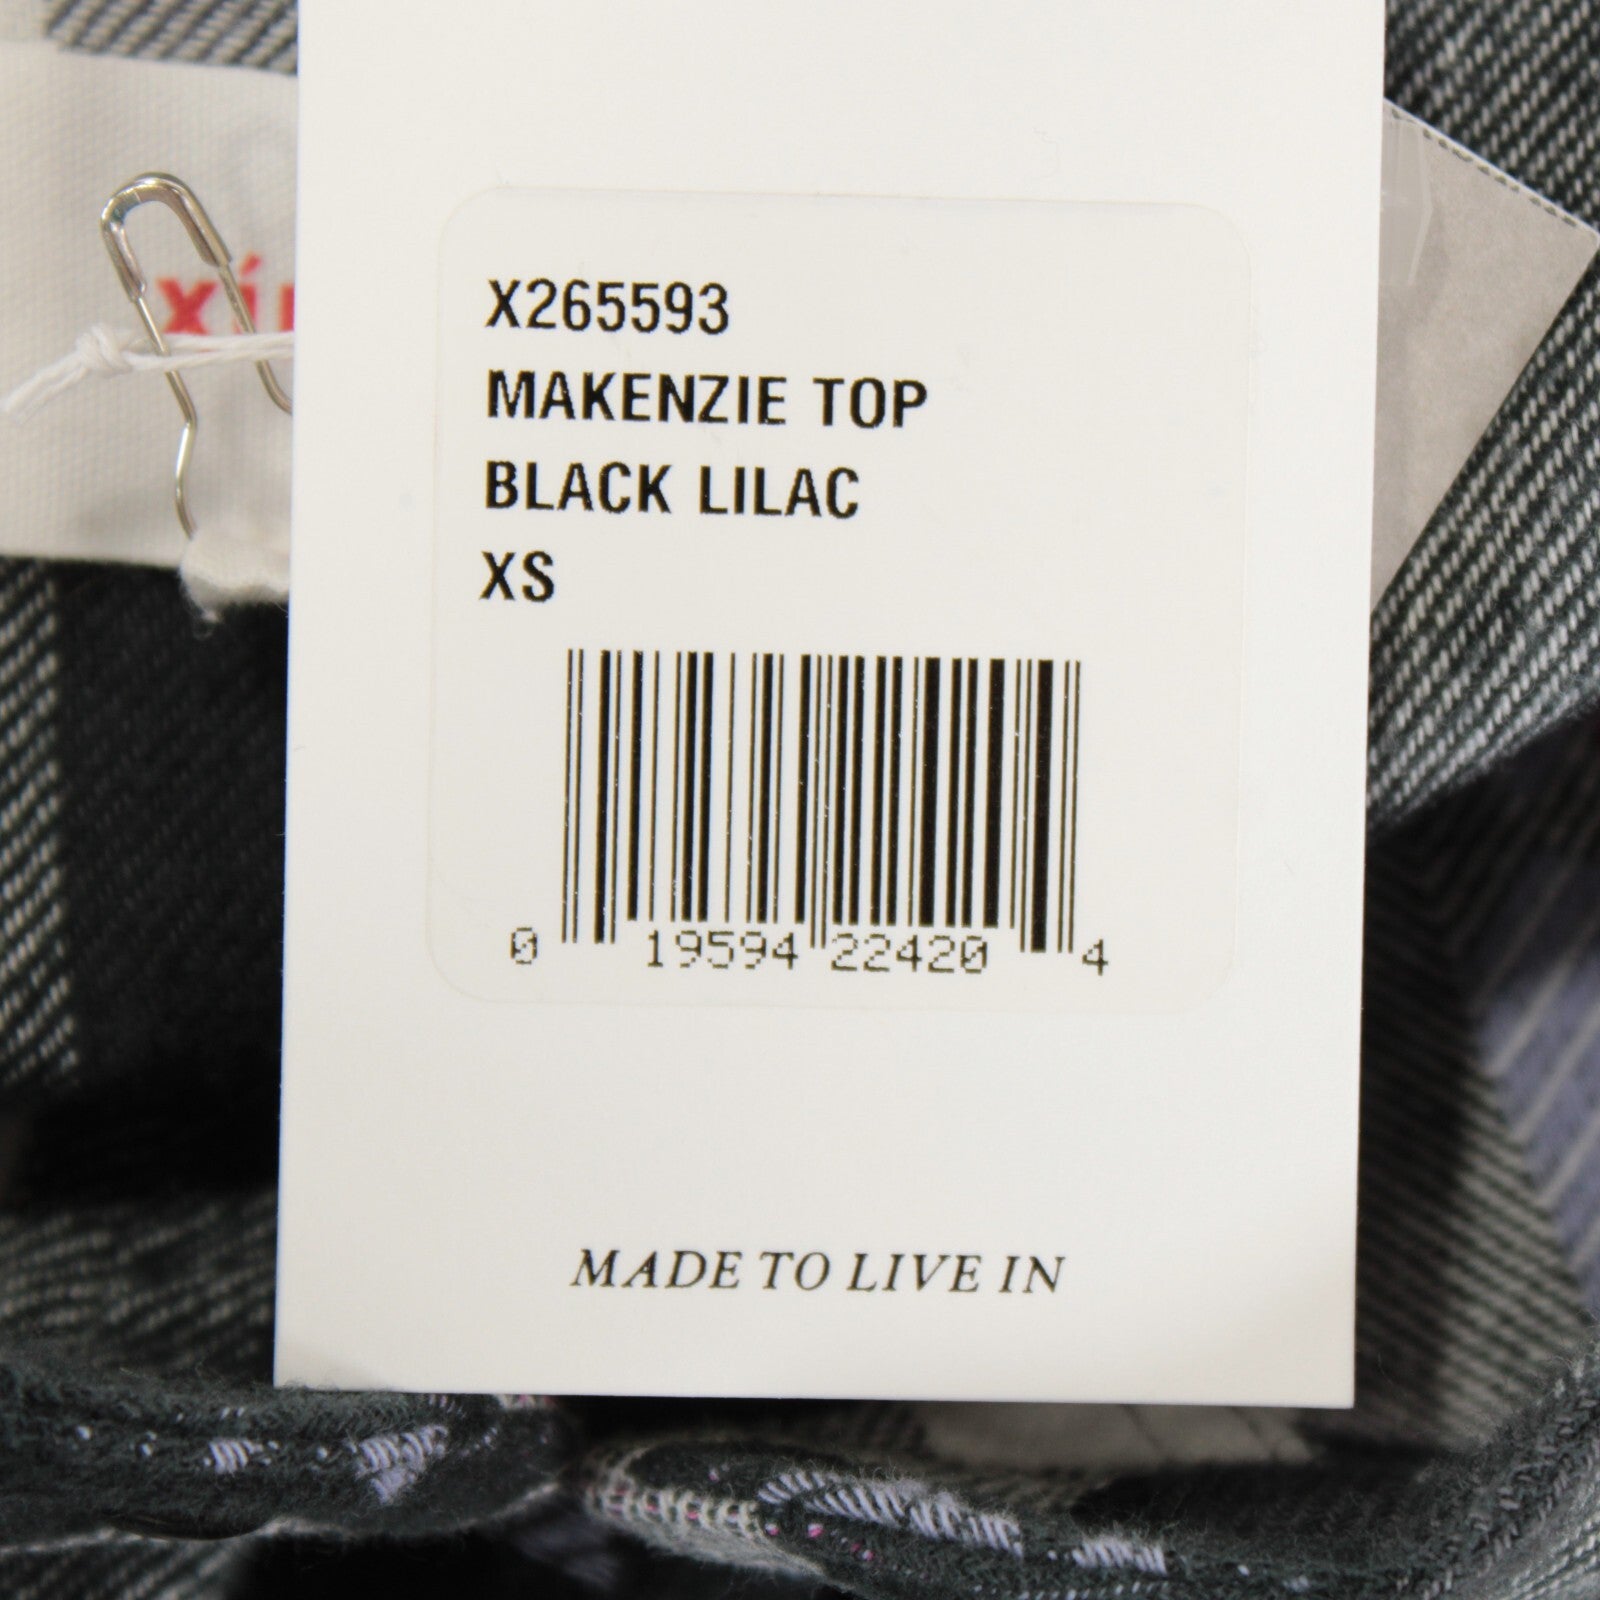 X265593
MAKENZIE TOP
BLACK LILAC
XS
0 19594 22420 4
MADE TO LIVE IN